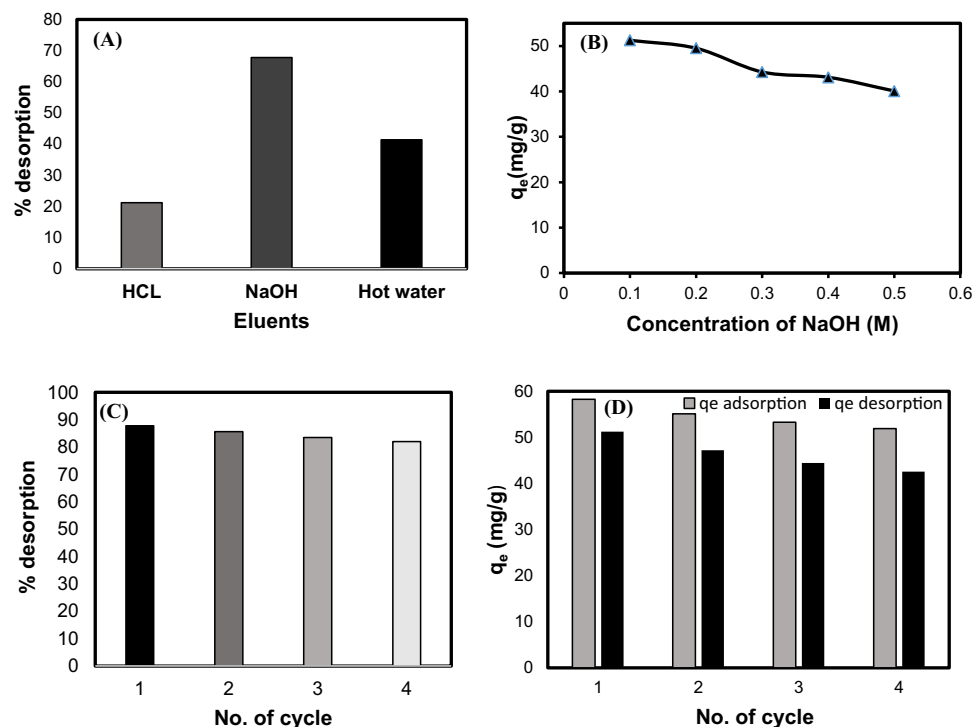 (A)
% desorption
80
70
60
50
40
30
20
10
0
HCL NaOH Hot water
Eluents
(B)
qe(mg/g)
50
40
30
20
10
0
0 0.1 0.2 0.3 0.4 0.5 0.6
Concentration of NaOH (M)
(C)
% desorption
100
90
80
70
60
50
40
30
20
10
0
1 2 3 4
No. of cycle
(D)
qe adsorption qe desorption
qe (mg/g)
60
50
40
30
20
10
0
1 2 3 4
No. of cycle